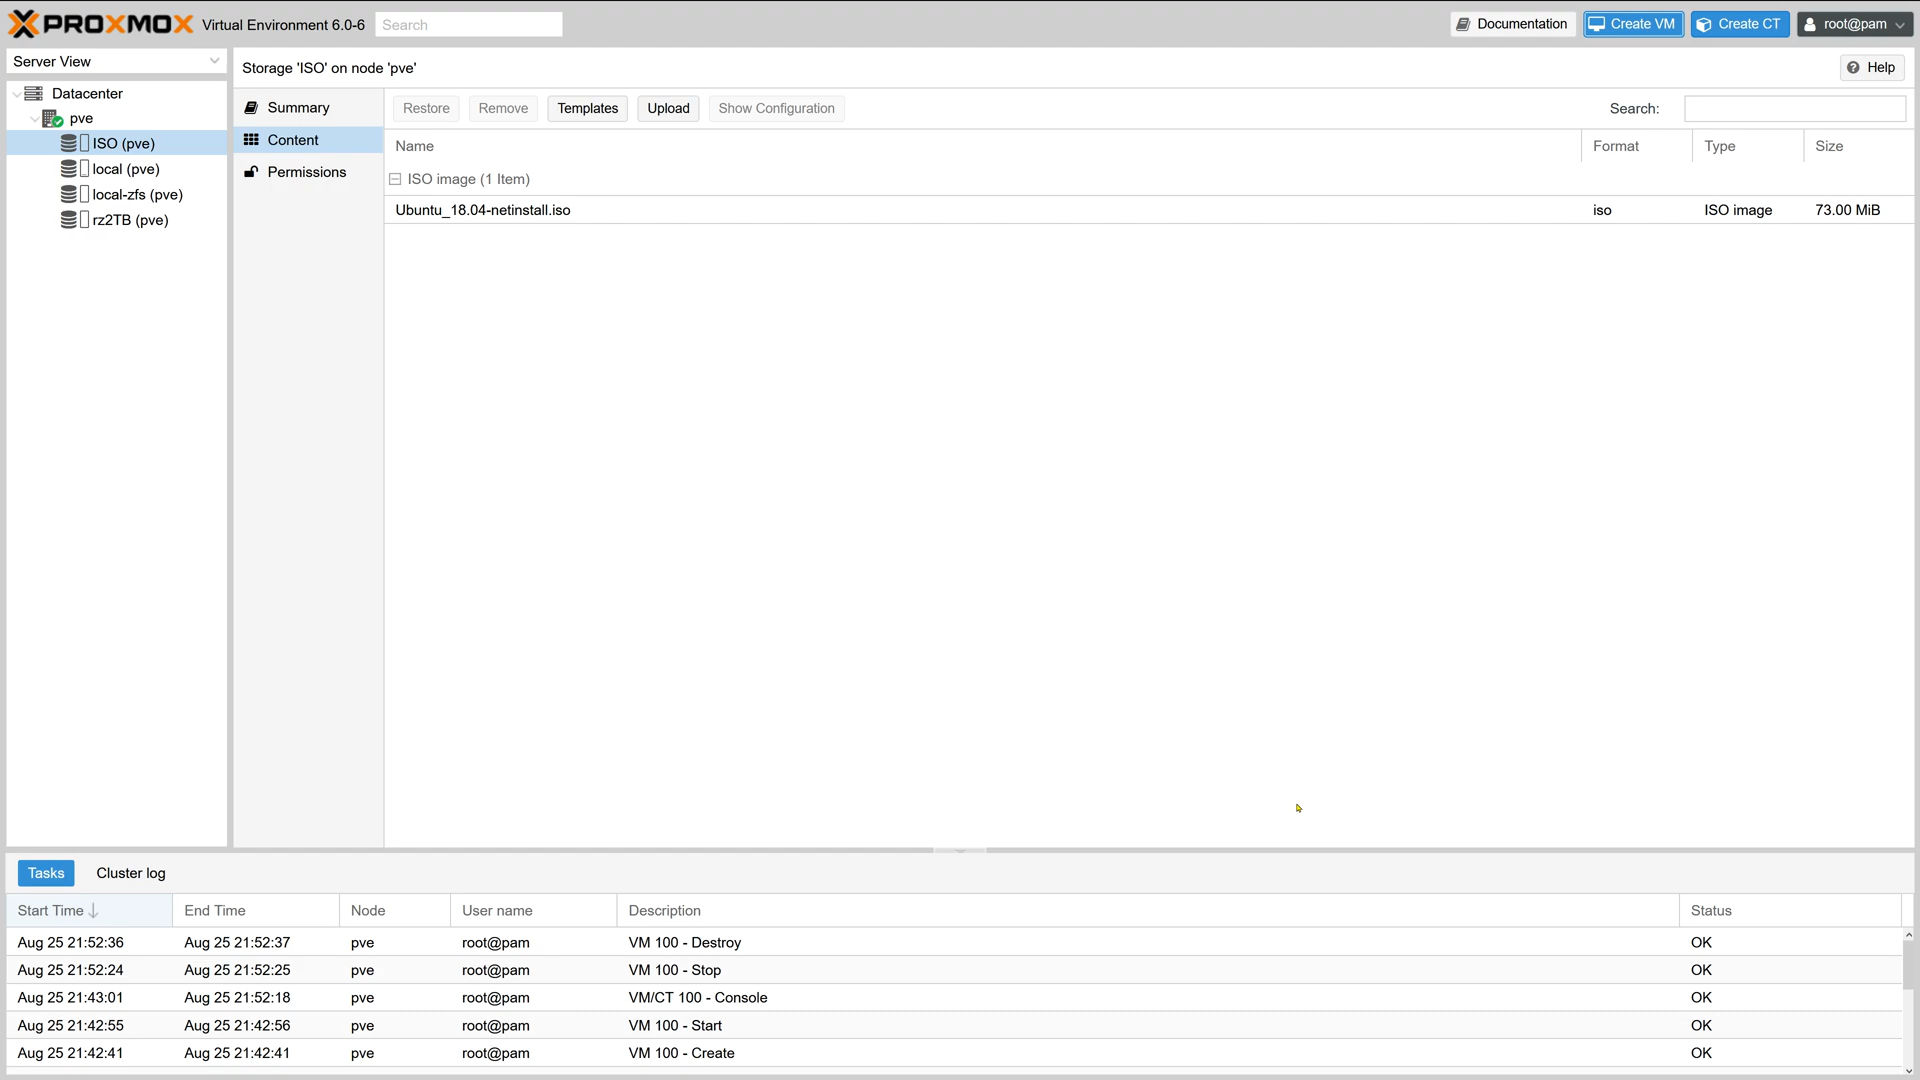 PROXMOX Virtual Environment 6.0-6 Search Documentation Create VM Create CT root@pam
Server View
Storage 'ISO' on node 'pve' Help
Datacenter
pve
ISO (pve)
local (pve)
local-zfs (pve)
rz2TB (pve)
Summary
Content
Permissions
Restore Remove Templates Upload Show Configuration Search:
Name Format Type Size
ISO image (1 Item)
Ubuntu_18.04-netinstall.iso iso ISO image 73.00 MiB
Tasks Cluster log
Start Time End Time Node User name Description Status
Aug 25 21:52:36 Aug 25 21:52:37 pve root@pam VM 100 - Destroy OK
Aug 25 21:52:24 Aug 25 21:52:25 pve root@pam VM 100 - Stop OK
Aug 25 21:43:01 Aug 25 21:52:18 pve root@pam VM/CT 100 - Console OK
Aug 25 21:42:55 Aug 25 21:42:56 pve root@pam VM 100 - Start OK
Aug 25 21:42:41 Aug 25 21:42:41 pve root@pam VM 100 - Create OK